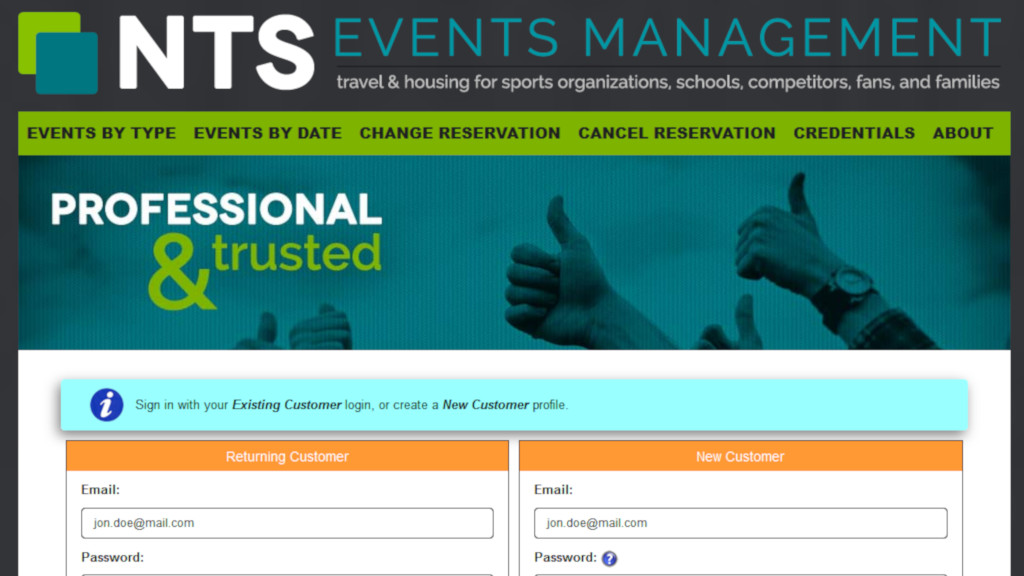 NTS EVENTS MANAGEMENT
travel & housing for sports organizations, schools, competitors, fans, and families
EVENTS BY TYPE EVENTS BY DATE CHANGE RESERVATION CANCEL RESERVATION CREDENTIALS ABOUT
PROFESSIONAL
& trusted
i Sign in with your Existing Customer login, or create a New Customer profile.
Returning Customer
Email:
jon.doe@mail.com
Password:
New Customer
Email:
jon.doe@mail.com
Password: ?